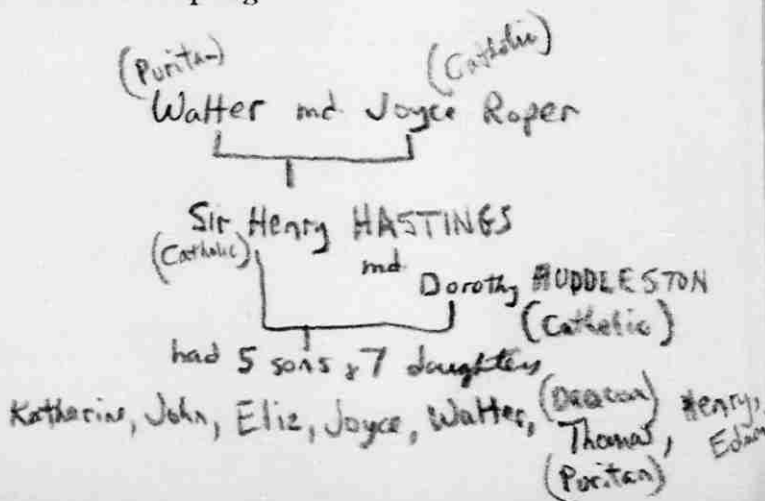 (Puritan) (Catholic)
Walter md Joyce Roper
Sir Henry HASTINGS
(Catholic)
md
Dorothy HUDDLESTON
(Catholic)
had 5 sons & 7 daughters
Katharine, John, Eliz, Joyce, Walter, (Deacon) Thomas, Henry,
(Puritan)